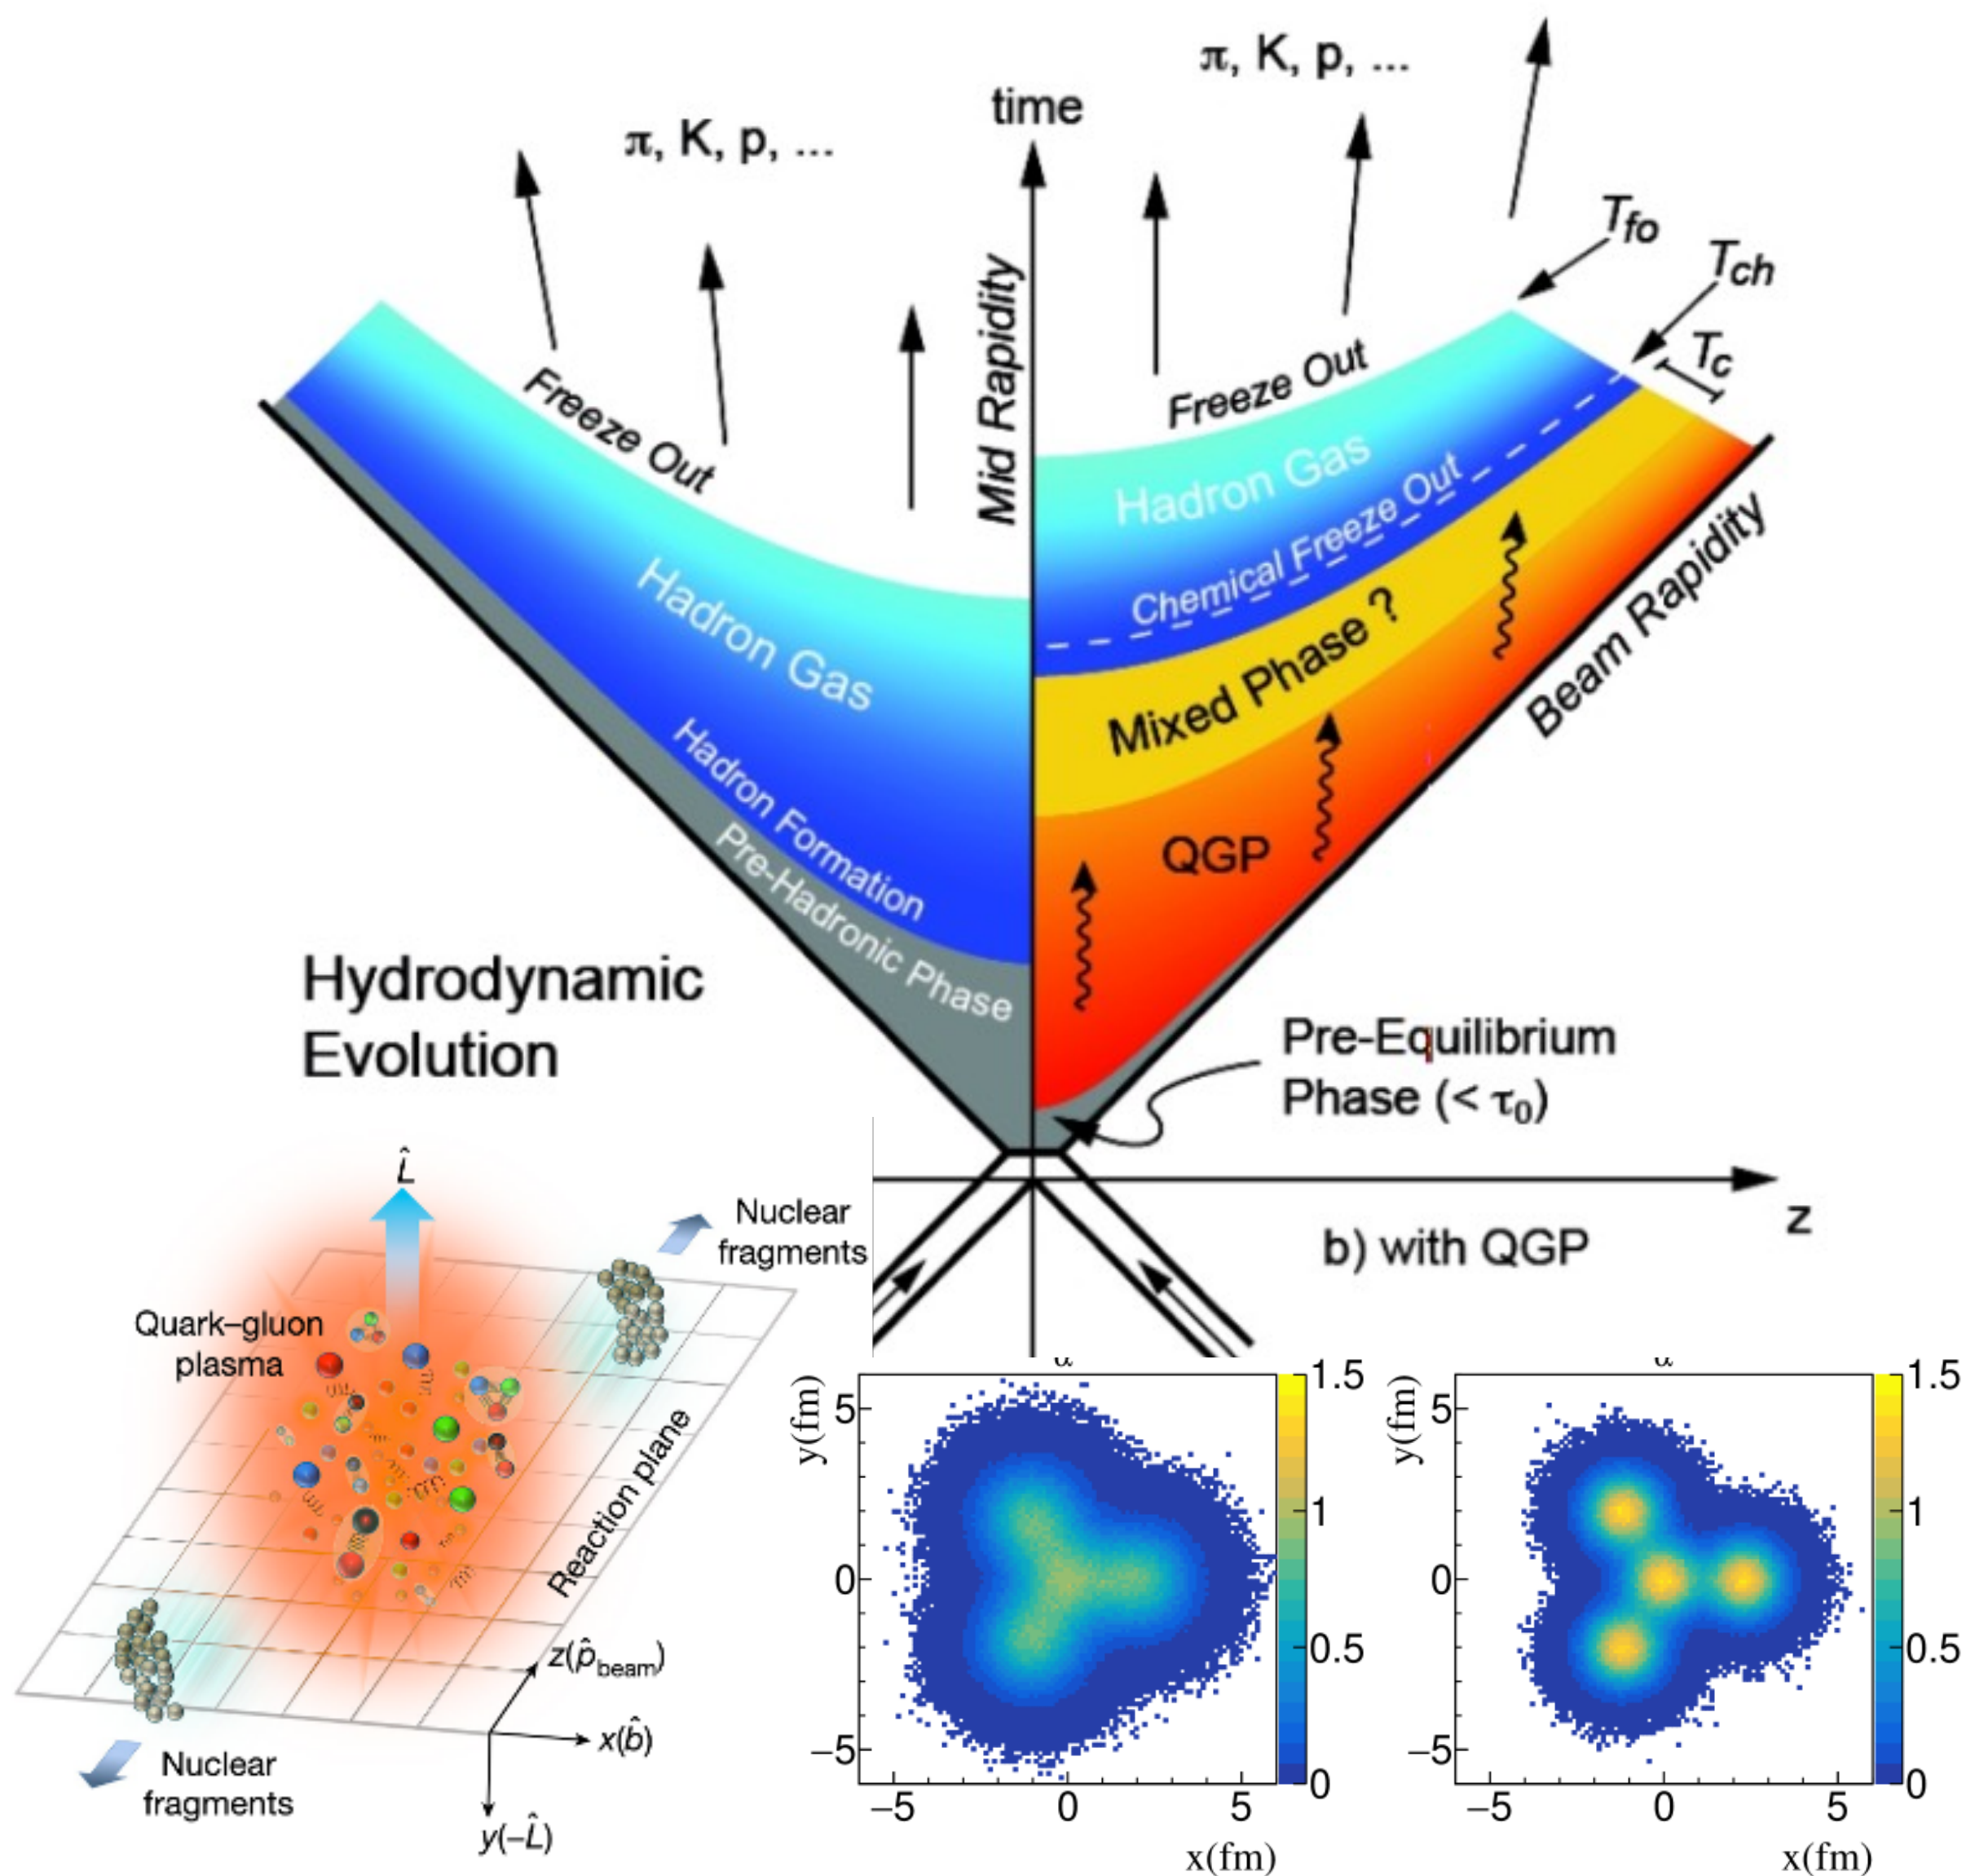 π, K, p, ...
time
π, K, p, ...
Mid Rapidity
T_fo
T_ch
T_c
Freeze Out
Freeze Out
Hadron Gas
Chemical Freeze Out
Mixed Phase ?
QGP
Beam Rapidity
Hadron Gas
Hadron Formation
Pre-Hadronic Phase
Hydrodynamic
Evolution
Pre-Equilibrium
Phase (< τ₀)
z
b) with QGP
L̂
Nuclear
fragments
Quark–gluon
plasma
Reaction plane
z(p̂_beam)
x(b̂)
y(–L̂)
Nuclear
fragments
α
y(fm)
5
0
−5
−5 0 5
x(fm)
1.5
1
0.5
0
α
y(fm)
5
0
−5
−5 0 5
x(fm)
1.5
1
0.5
0